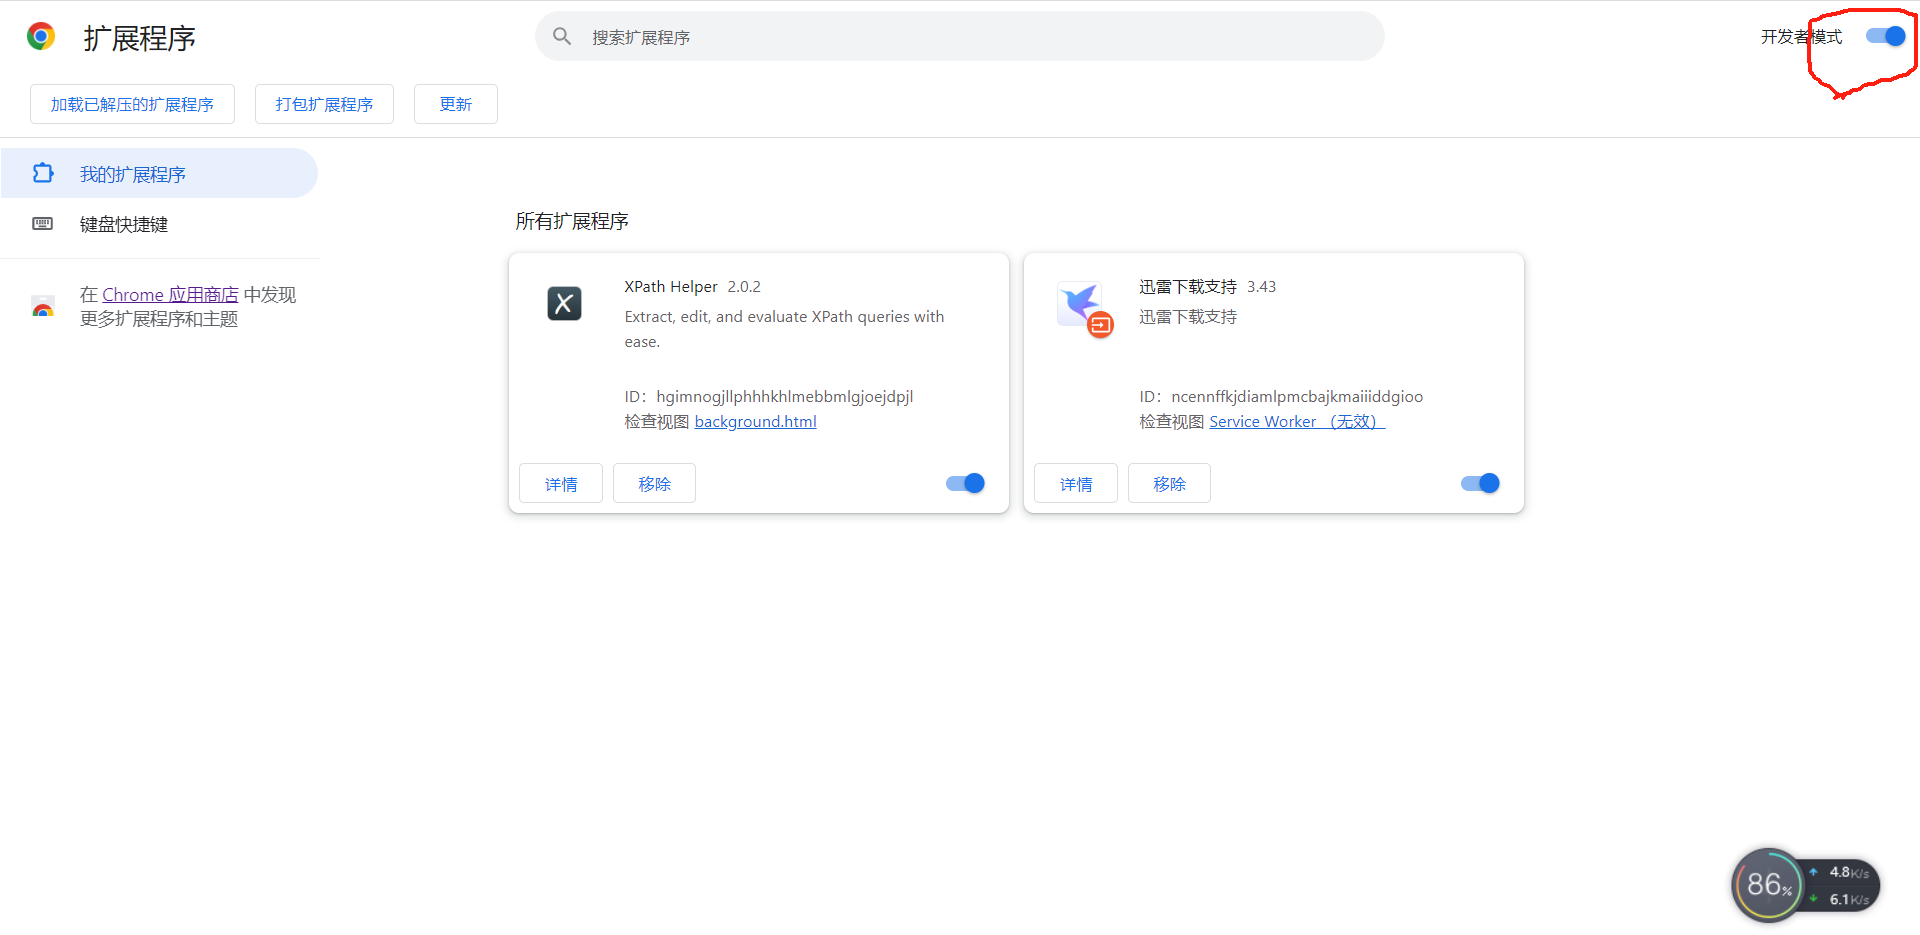 扩展程序
搜索扩展程序
开发者模式
加载已解压的扩展程序
打包扩展程序
更新
我的扩展程序
键盘快捷键
在 Chrome 应用商店 中发现
更多扩展程序和主题
所有扩展程序
XPath Helper 2.0.2
Extract, edit, and evaluate XPath queries with
ease.
ID：hgimnogjllphhhkhlmebbmlgjoejdpjl
检查视图 background.html
详情
移除
迅雷下载支持 3.43
迅雷下载支持
ID：ncennffkjdiamlpmcbajkmaiiiddgioo
检查视图 Service Worker （无效）
详情
移除
86%
4.8K/s
6.1K/s